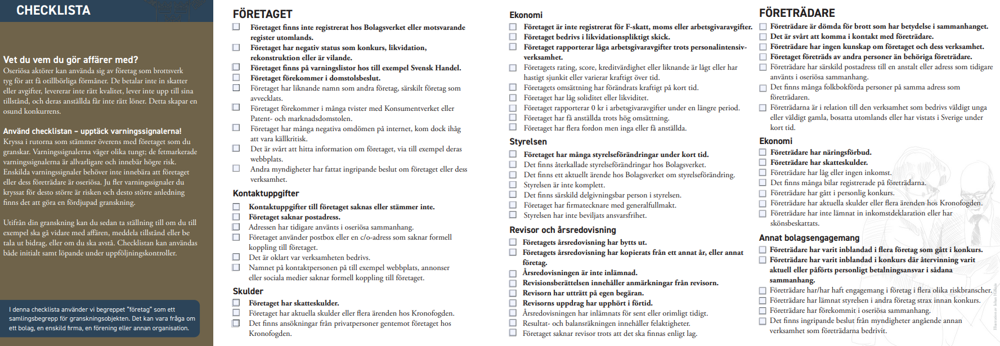 CHECKLISTA
Vet du vem du gör affärer med?
Oseriösa aktörer kan använda sig av företag som brottsverk
tyg för att få otillbörliga förmåner. De betalar inte in skatter
eller avgifter, levererar inte rätt kvalitet, lever inte upp till sina
tillstånd, och deras anställda får inte rätt löner. Detta skapar en
osund konkurrens.
Använd checklistan – upptäck varningssignalerna!
Kryssa i rutorna som stämmer överens med företaget som du
granskar. Varningssignalerna väger olika tungt; de fetmarkerade
varningssignalerna är allvarligare och innebär högre risk.
Enskilda varningssignaler behöver inte innebära att företaget
eller dess företrädare är oseriösa. Ju fler varningssignaler du
kryssat för desto större är risken och desto större anledning
finns det att göra en fördjupad granskning.
Utifrån din granskning kan du sedan ta ställning till om du till
exempel ska gå vidare med affären, meddela tillstånd eller be
tala ut bidrag, eller om du ska avstå. Checklistan kan användas
både initialt samt löpande under uppföljningskontroller.
I denna checklista använder vi begreppet ”företag” som ett
samlingsbegrepp för granskningsobjekten. Det kan vara fråga om
ett bolag, en enskild firma, en förening eller annan organisation.
FÖRETAGET
Företaget finns inte registrerat hos Bolagsverket eller motsvarande
register utomlands.
Företaget har negativ status som konkurs, likvidation,
rekonstruktion eller är vilande.
Företaget finns på varningslistor hos till exempel Svensk Handel.
Företaget förekommer i domstolsbeslut.
Företaget har liknande namn som andra företag, särskilt företag som
avvecklats.
Företaget förekommer i många tvister med Konsumentverket eller
Patent- och marknadsdomstolen.
Företaget har många negativa omdömen på internet, kom dock ihåg
att vara källkritisk.
Det är svårt att hitta information om företaget, via till exempel deras
webbplats.
Andra myndigheter har fattat ingripande beslut om företaget eller dess
verksamhet.
Kontaktuppgifter
Kontaktuppgifter till företaget saknas eller stämmer inte.
Företaget saknar postadress.
Adressen har tidigare använts i oseriösa sammanhang.
Företaget använder postbox eller en c/o-adress som saknar formell
koppling till företaget.
Det är oklart var verksamheten bedrivs.
Namnet på kontaktpersonen på till exempel webbplats, annonser
eller sociala medier saknar formell koppling till företaget.
Skulder
Företaget har skatteskulder.
Företaget har aktuella skulder eller flera ärenden hos Kronofogden.
Det finns ansökningar från privatpersoner gentemot företaget hos
Kronofogden.
Ekonomi
Företaget är inte registrerat för F-skatt, moms eller arbetsgivaravgifter.
Företaget bedrivs i likvidationspliktigt skick.
Företaget rapporterar låga arbetsgivaravgifter trots personalintensiv-
verksamhet.
Företagets rating, score, kreditvärdighet eller liknande är lågt eller har
hastigt sjunkit eller varierar kraftigt över tid.
Företagets omsättning har förändrats kraftigt på kort tid.
Företaget har låg soliditet eller likviditet.
Företaget rapporterar 0 kr i arbetsgivaravgifter under en längre period.
Företaget har få anställda trots hög omsättning.
Företaget har flera fordon men inga eller få anställda.
Styrelsen
Företaget har många styrelseförändringar under kort tid.
Det finns återkallade styrelseförändringar hos Bolagsverket.
Det finns ett aktuellt ärende hos Bolagsverket om styrelseförändring.
Styrelsen är inte komplett.
Det finns särskild delgivningsbar person i styrelsen.
Företaget har firmatecknare med generalfullmakt.
Styrelsen har inte beviljats ansvarsfrihet.
Revisor och årsredovisning
Företagets årsredovisning har bytts ut.
Företagets årsredovisning har kopierats från ett annat år, eller annat
företag.
Årsredovisningen är inte inlämnad.
Revisionsberättelsen innehåller anmärkningar från revisorn.
Revisorn har utträtt på egen begäran.
Revisorns uppdrag har upphört i förtid.
Årsredovisningen har inlämnats för sent eller orimligt tidigt.
Resultat- och balansräkningen innehåller felaktigheter.
Företaget saknar revisor trots att det ska finnas enligt lag.
FÖRETRÄDARE
Företrädare är dömda för brott som har betydelse i sammanhanget.
Det är svårt att komma i kontakt med företrädare.
Företrädare har ingen kunskap om företaget och dess verksamhet.
Företaget företräds av andra personer än behöriga företrädare.
Företrädare har särskild postadress till en anstalt eller adress som tidigare
använts i oseriösa sammanhang.
Det finns många folkbokförda personer på samma adress som
företrädaren.
Företrädarna är i relation till den verksamhet som bedrivs väldigt unga
eller väldigt gamla, bosatta utomlands eller har vistats i Sverige under
kort tid.
Ekonomi
Företrädare har näringsförbud.
Företrädare har skatteskulder.
Företrädare har låg eller ingen inkomst.
Det finns många bilar registrerade på företrädarna.
Företrädare har gått i personlig konkurs.
Företrädare har aktuella skulder eller flera ärenden hos Kronofogden.
Företrädare har inte lämnat in inkomstdeklaration eller har
skönsbeskattats.
Annat bolagsengagemang
Företrädare har varit inblandad i flera företag som gått i konkurs.
Företrädare har varit inblandad i konkurs där återvinning varit
aktuell eller påförts personligt betalningsansvar i sådana
sammanhang.
Företrädare har/har haft engagemang i företag i flera olika riskbranscher.
Företrädare har lämnat styrelsen i andra företag strax innan konkurs.
Företrädare har förekommit i oseriösa sammanhang.
Det finns ingripande beslut från myndigheter angående annan
verksamhet som företrädarna bedrivit.